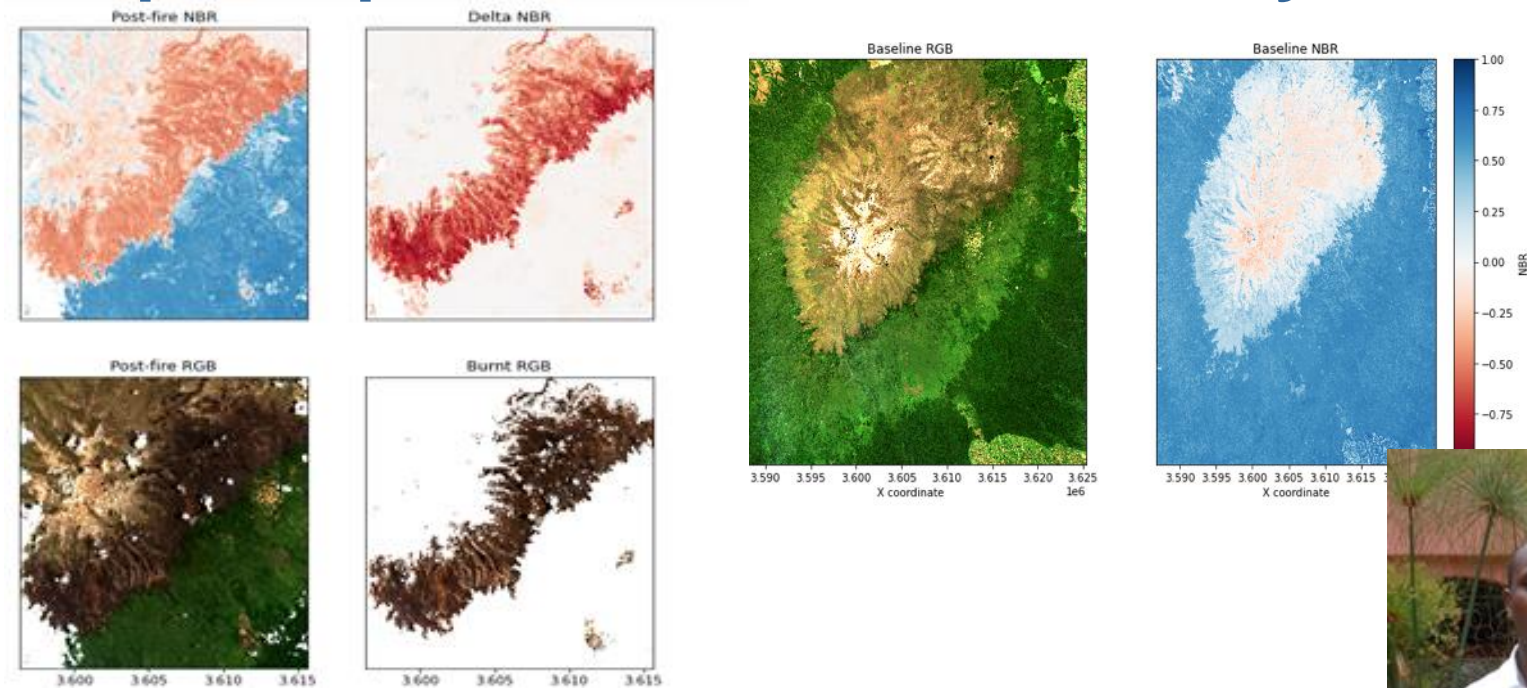 Post-fire NBR
Delta NBR
Post-fire RGB
Burnt RGB
3.600 3.605 3.610 3.615
3.600 3.605 3.610 3.615
Baseline RGB
3.590 3.595 3.600 3.605 3.610 3.615 3.620 3.625
1e6
X coordinate
Baseline NBR
3.590 3.595 3.600 3.605 3.610 3.615
X coordinate
1.00
0.75
0.50
0.25
0.00
−0.25
−0.50
−0.75
NBR